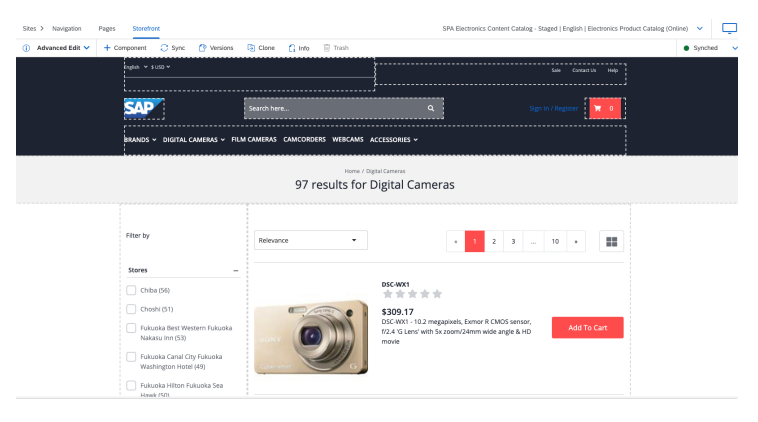 Sites > Navigation Pages Storefront
SPA Electronics Content Catalog - Staged | English | Electronics Product Catalog (Online)
Advanced Edit + Component Sync Versions Clone Info Trash
Synched
English $ USD
Sale Contact Us Help
SAP
Search here...
Sign In / Register
0
BRANDS DIGITAL CAMERAS FILM CAMERAS CAMCORDERS WEBCAMS ACCESSORIES
Home / Digital Cameras
97 results for Digital Cameras
Filter by
Relevance
« 1 2 3 ... 10 »
Stores
Chiba (56)
Choshi (51)
Fukuoka Best Western Fukuoka
Nakasu Inn (53)
Fukuoka Canal City Fukuoka
Washington Hotel (49)
Fukuoka Hilton Fukuoka Sea
Hawk (50)
DSC-WX1
$309.17
DSC-WX1 - 10.2 megapixels, Exmor R CMOS sensor,
f/2.4 'G Lens' with 5x zoom/24mm wide angle & HD
movie
Add To Cart
SONY
G